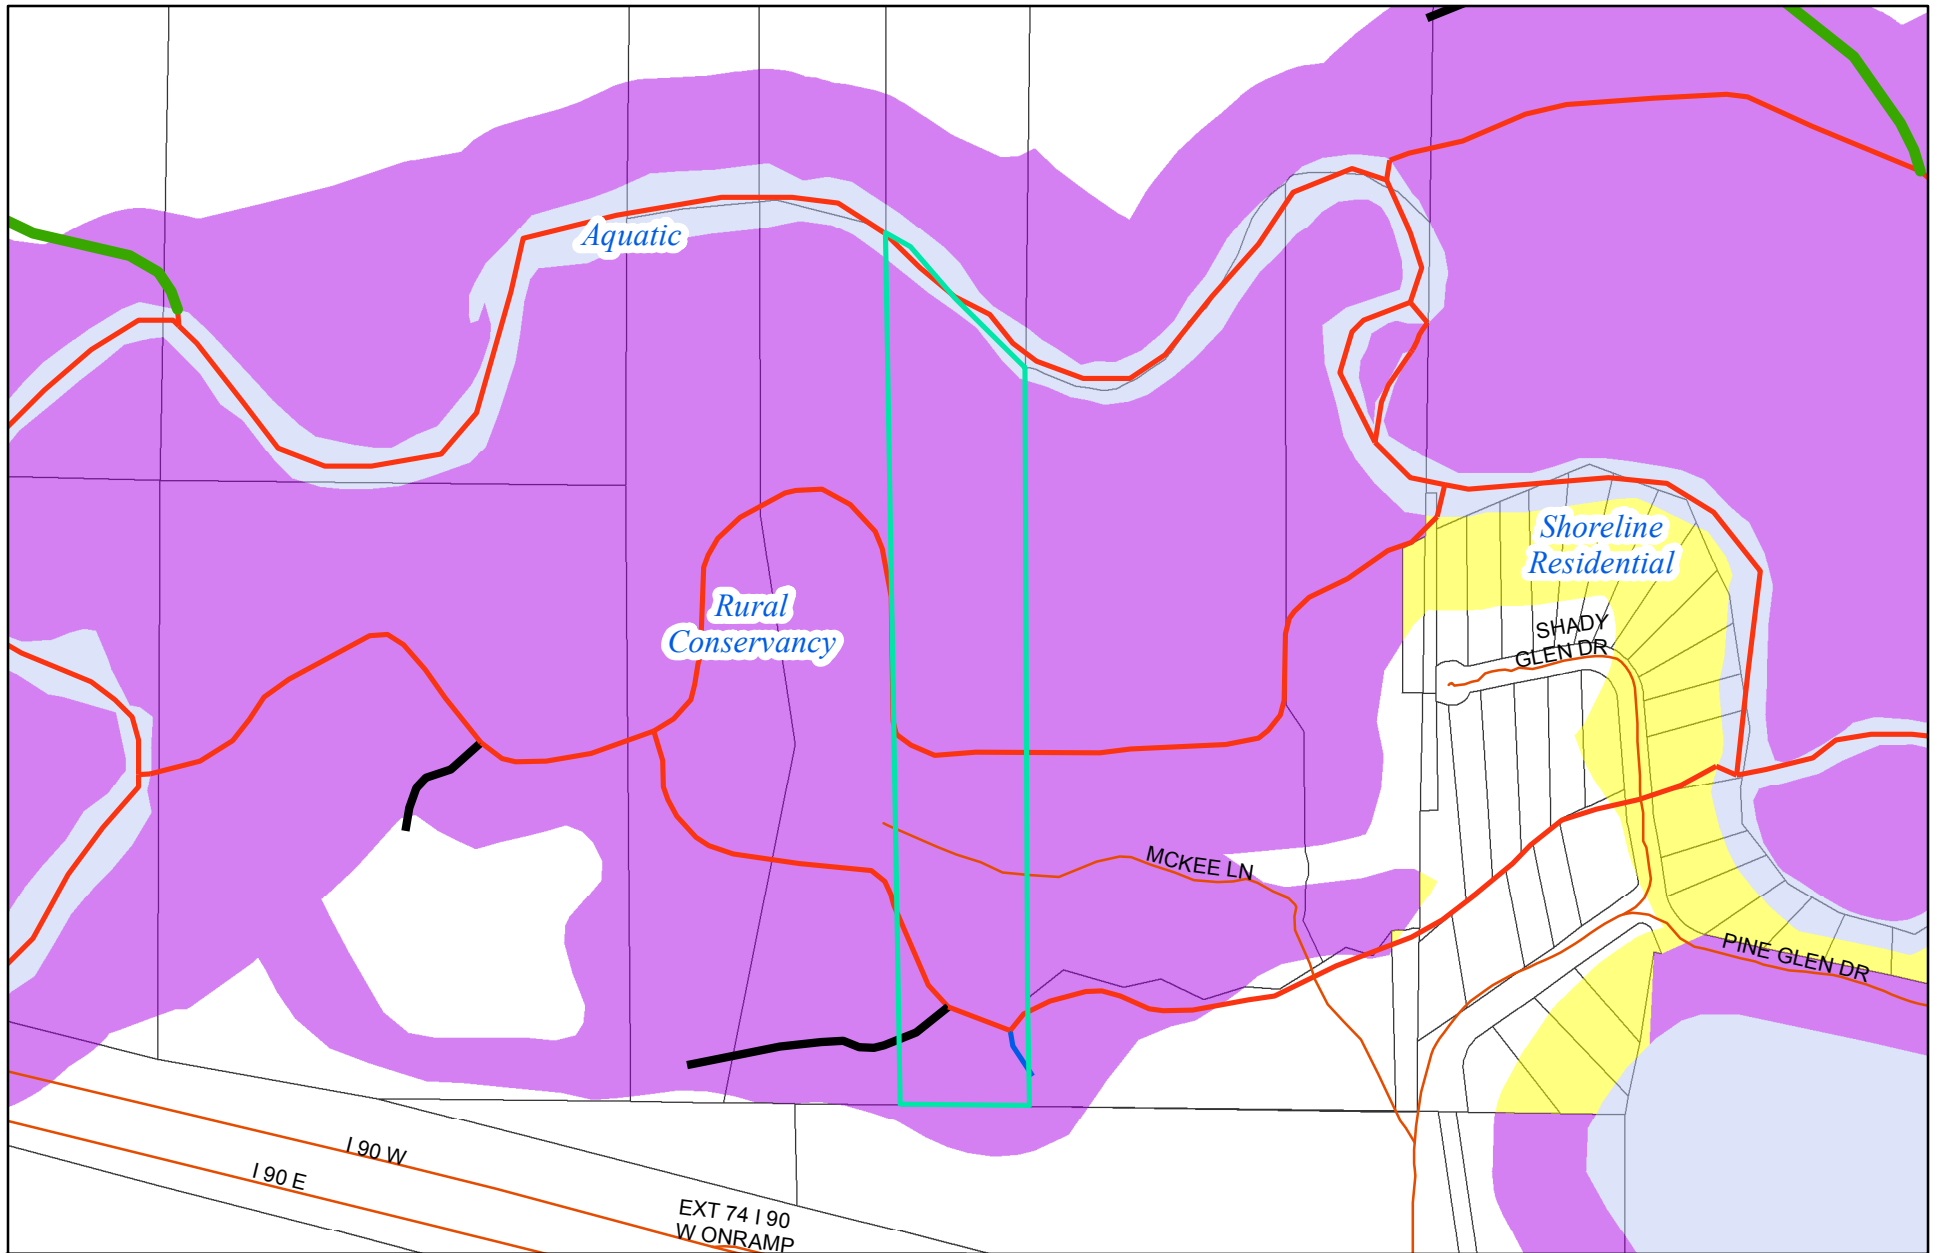 Aquatic
Shoreline
Residential
Rural
Conservancy
SHADY
GLEN DR
MCKEE LN
PINE GLEN DR
I 90 W
I 90 E
EXT 74 I 90
W ONRAMP